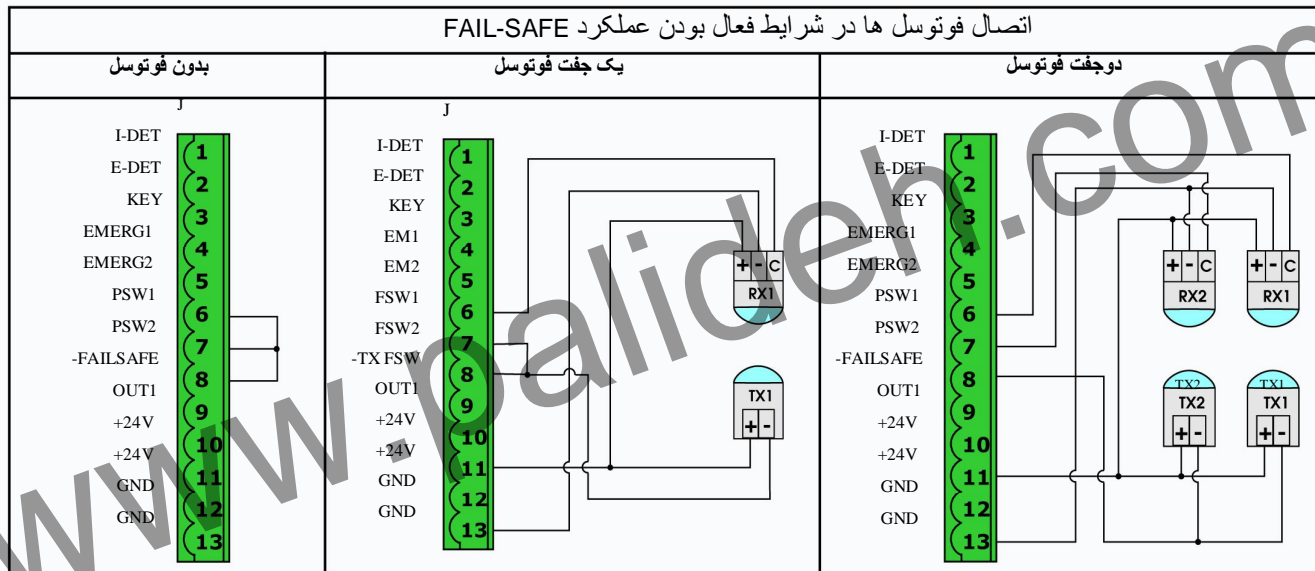 اتصال فوتوسل ها در شرایط فعال بودن عملکرد FAIL-SAFE
دوجفت فوتوسل
یک جفت فوتوسل
بدون فوتوسل
J
I-DET
E-DET
KEY
EMERG1
EMERG2
PSW1
PSW2
-FAILSAFE
OUT1
+24V
+24V
GND
GND
1
2
3
4
5
6
7
8
9
10
11
12
13
J
I-DET
E-DET
KEY
EM1
EM2
FSW1
FSW2
-TX FSW
OUT1
+24V
+24V
GND
GND
1
2
3
4
5
6
7
8
9
10
11
12
13
+ - C
RX1
TX1
+ -
I-DET
E-DET
KEY
EMERG1
EMERG2
PSW1
PSW2
-FAILSAFE
OUT1
+24V
+24V
GND
GND
1
2
3
4
5
6
7
8
9
10
11
12
13
+ - C
RX2
+ - C
RX1
TX2
TX2
+ -
TX1
TX1
+ -
www.palideh.com